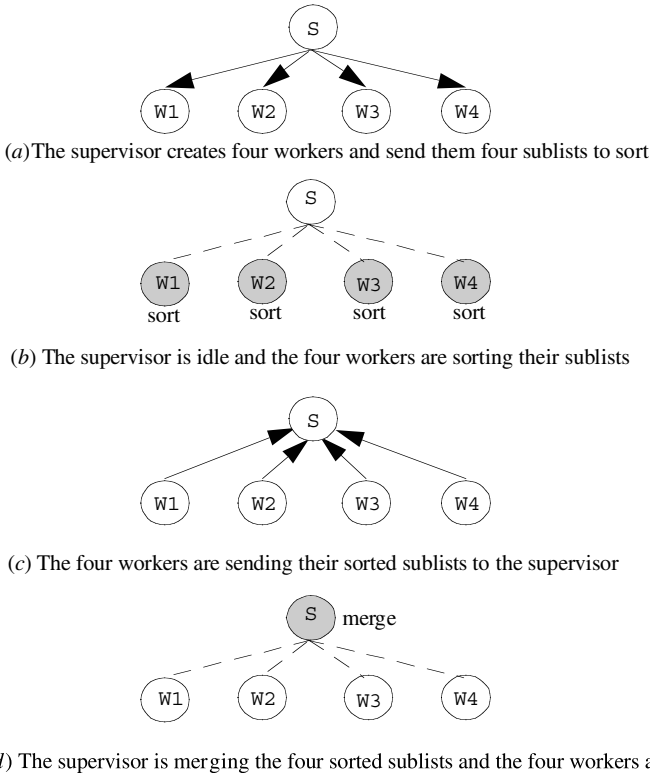 S
W1 W2 W3 W4
(a)The supervisor creates four workers and send them four sublists to sort
S
W1 W2 W3 W4
sort sort sort sort
(b) The supervisor is idle and the four workers are sorting their sublists
S
W1 W2 W3 W4
(c) The four workers are sending their sorted sublists to the supervisor
S merge
W1 W2 W3 W4
) The supervisor is merging the four sorted sublists and the four workers